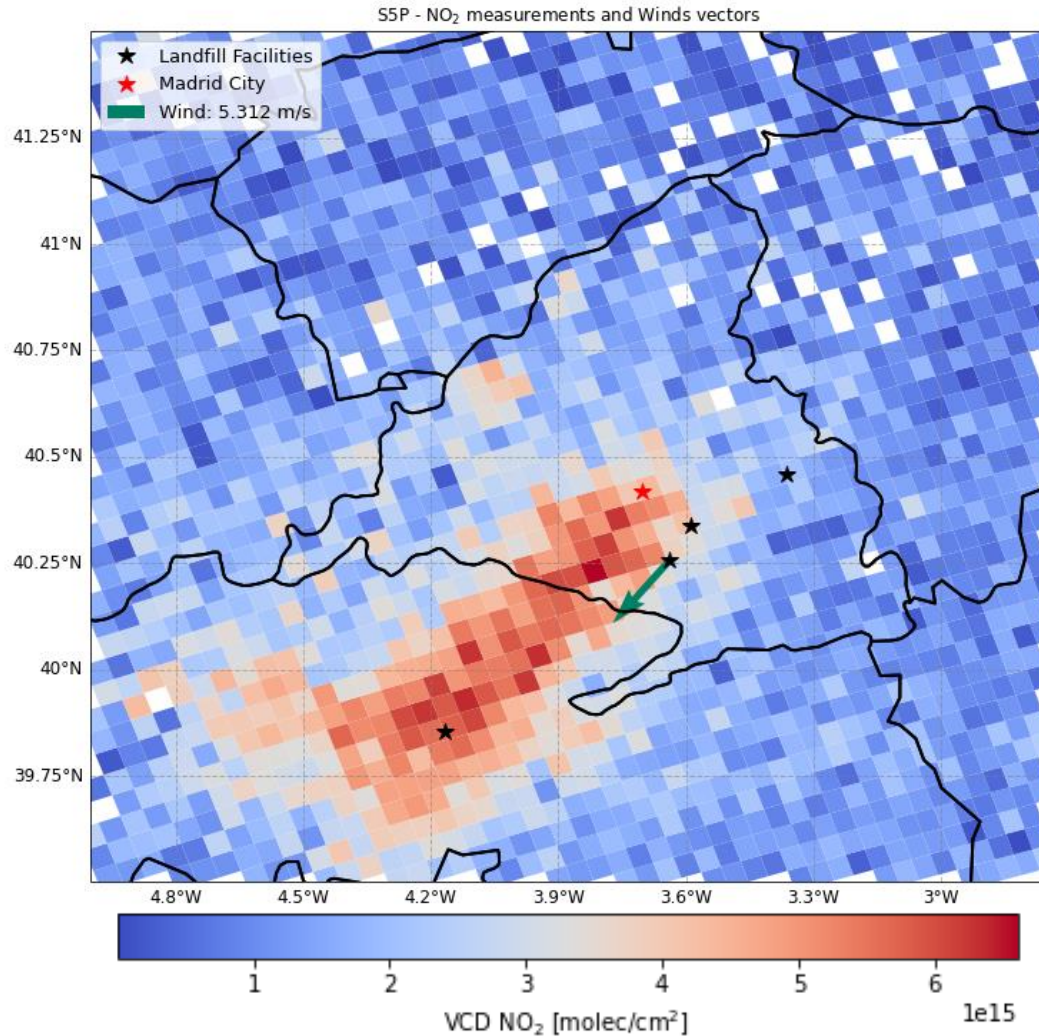 S5P - NO₂ measurements and Winds vectors
Landfill Facilities
Madrid City
Wind: 5.312 m/s
41.25°N
41°N
40.75°N
40.5°N
40.25°N
40°N
39.75°N
4.8°W 4.5°W 4.2°W 3.9°W 3.6°W 3.3°W 3°W
1 2 3 4 5 6
1e15
VCD NO₂ [molec/cm²]